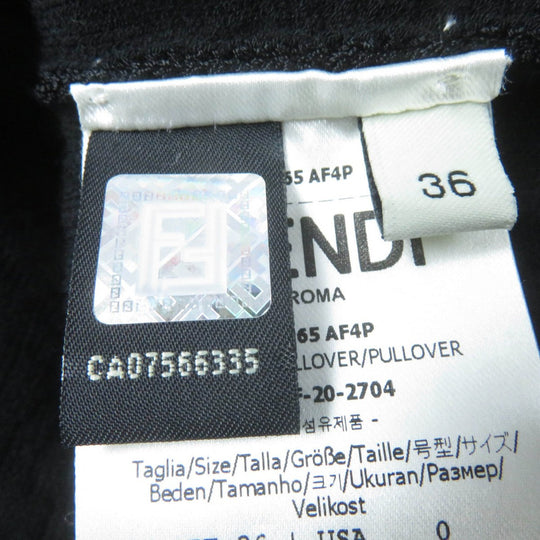 65 AF4P
36
ENDI
ROMA
65 AF4P
LLOVER/PULLOVER
CA07566335
F-20-2704
섬유제품 -
Taglia/Size/Talla/Größe/Taille/号型/サイズ/
Beden/Tamanho/크기/Ukuran/Размер/
Velikost
USA 0